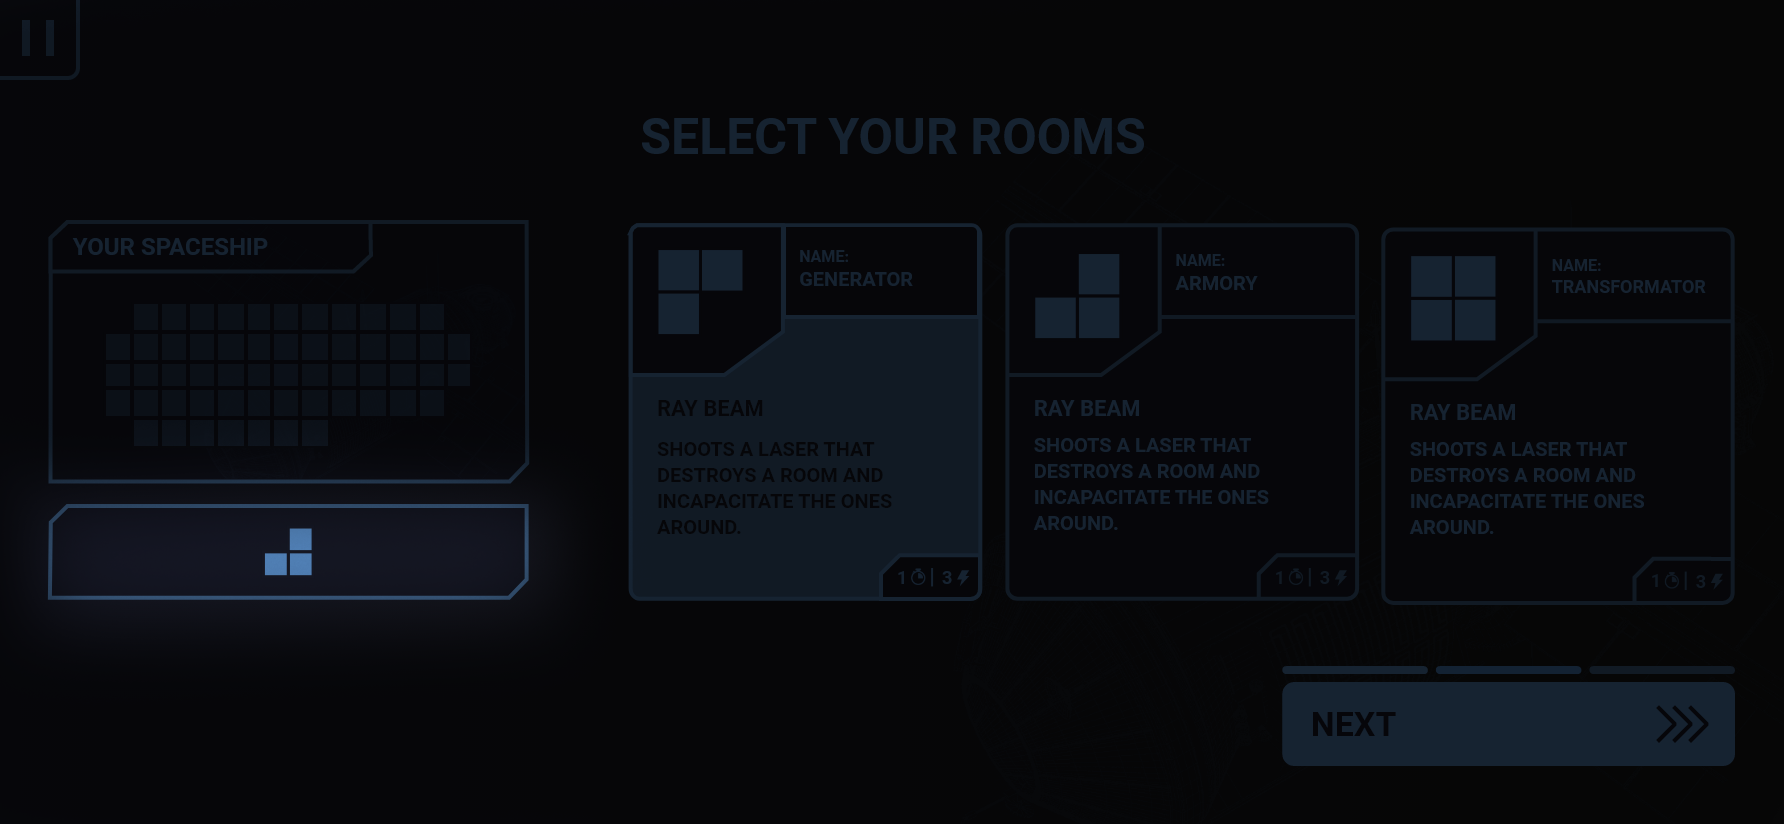 SELECT YOUR ROOMS
YOUR SPACESHIP
NAME:
GENERATOR
RAY BEAM
SHOOTS A LASER THAT
DESTROYS A ROOM AND
INCAPACITATE THE ONES
AROUND.
1 | 3
NAME:
ARMORY
RAY BEAM
SHOOTS A LASER THAT
DESTROYS A ROOM AND
INCAPACITATE THE ONES
AROUND.
1 | 3
NAME:
TRANSFORMATOR
RAY BEAM
SHOOTS A LASER THAT
DESTROYS A ROOM AND
INCAPACITATE THE ONES
AROUND.
1 | 3
NEXT